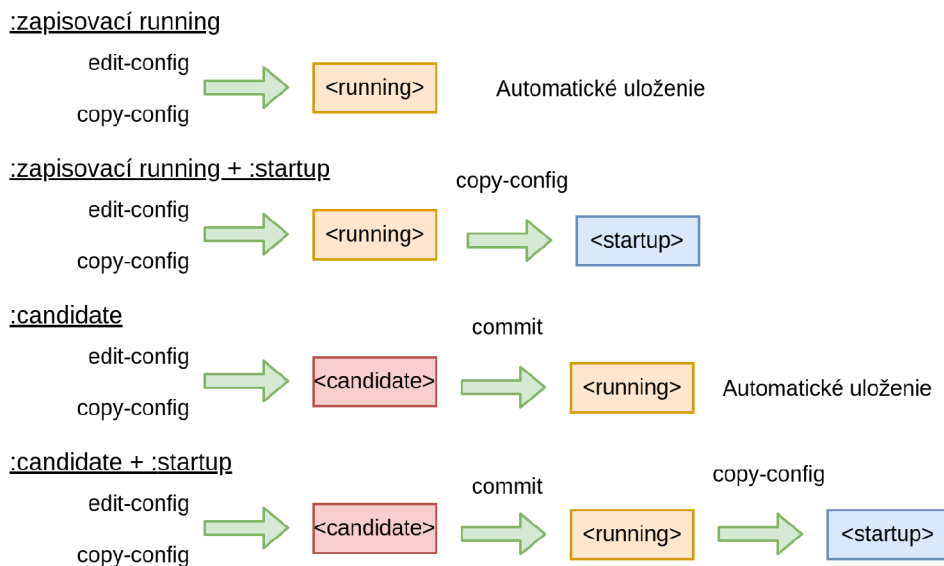 :zapisovací running
edit-config
copy-config
<running>
Automatické uloženie
:zapisovací running + :startup
edit-config
copy-config
<running>
copy-config
<startup>
:candidate
edit-config
copy-config
<candidate>
commit
<running>
Automatické uloženie
:candidate + :startup
edit-config
copy-config
<candidate>
commit
<running>
copy-config
<startup>